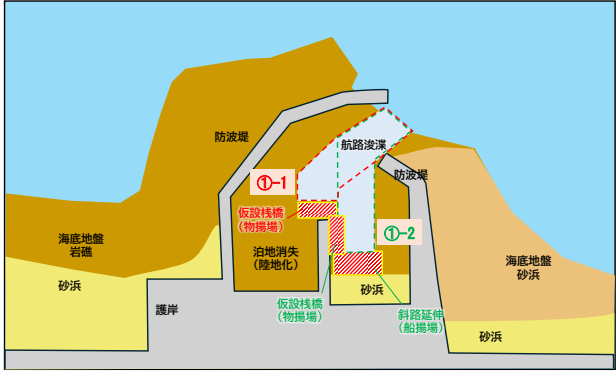 防波堤
航路浚渫
①-1
防波堤
仮設桟橋
(物揚場)
①-2
海底地盤
岩礁
泊地消失
(陸地化)
海底地盤
砂浜
砂浜
砂浜
護岸
仮設桟橋
(物揚場)
斜路延伸
(船揚場)
砂浜